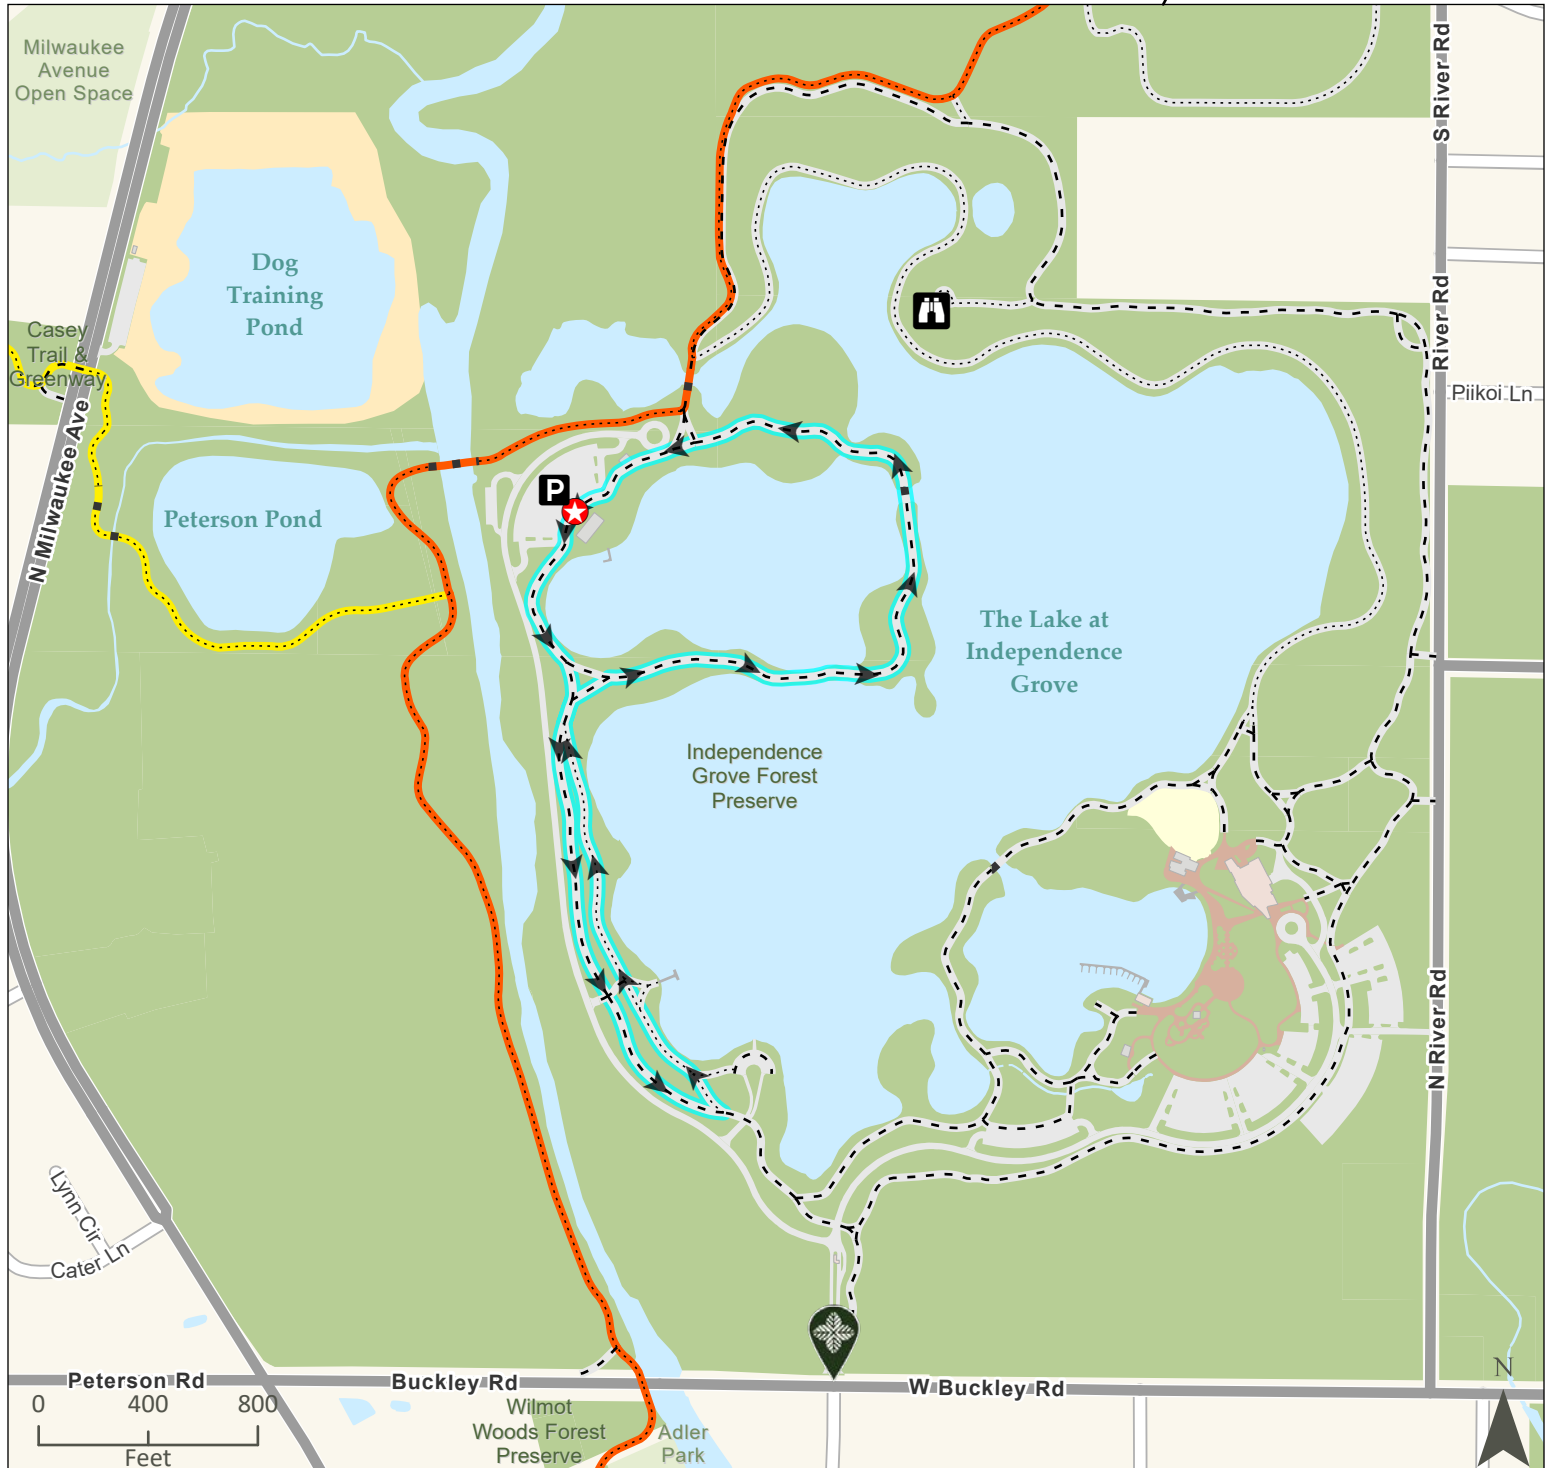 Milwaukee
Avenue
Open Space
S River Rd
Dog
Training
Pond
Casey
Trail &
Greenway
River Rd
Piikoi Ln
N Milwaukee Ave
P
Peterson Pond
The Lake at
Independence
Grove
Independence
Grove Forest
Preserve
N River Rd
Lynn Cir
Cater Ln
Peterson Rd
Buckley Rd
W Buckley Rd
N
0 400 800
Feet
Wilmot
Woods Forest
Preserve
Adler
Park